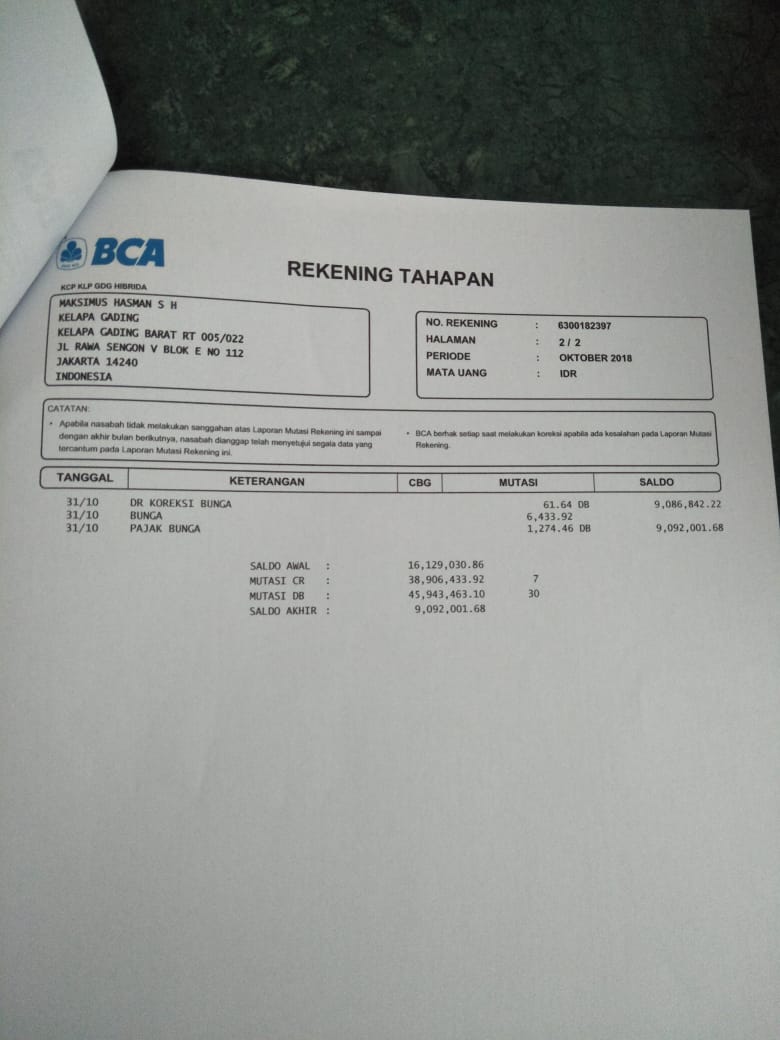 BCA
REKENING TAHAPAN
KCP KLP GDG HIBRIDA
MAKSIMUS HASMAN S H
KELAPA GADING
KELAPA GADING BARAT RT 005/022
JL RAWA SENGON V BLOK E NO 112
JAKARTA 14240
INDONESIA
NO. REKENING : 6300182397
HALAMAN : 2 / 2
PERIODE : OKTOBER 2018
MATA UANG : IDR
CATATAN:
• Apabila nasabah tidak melakukan sanggahan atas Laporan Mutasi Rekening ini sampai
dengan akhir bulan berikutnya, nasabah dianggap telah menyetujui segala data yang
tercantum pada Laporan Mutasi Rekening ini.
• BCA berhak setiap saat melakukan koreksi apabila ada kesalahan pada Laporan Mutasi
Rekening.
TANGGAL KETERANGAN CBG MUTASI SALDO
31/10 DR KOREKSI BUNGA 61.64 DB 9,086,842.22
31/10 BUNGA 6,433.92
31/10 PAJAK BUNGA 1,274.46 DB 9,092,001.68
SALDO AWAL : 16,129,030.86
MUTASI CR : 38,906,433.92 7
MUTASI DB : 45,943,463.10 30
SALDO AKHIR : 9,092,001.68